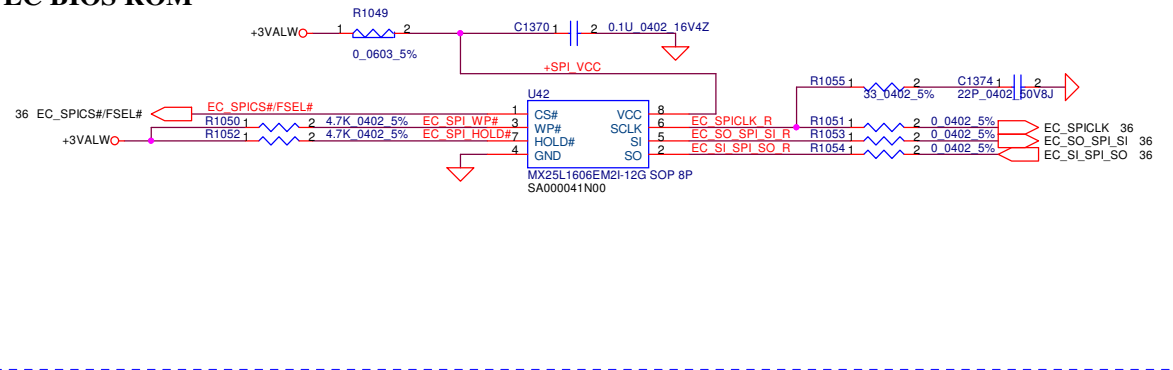 EC BIOS ROM
R1049
+3VALW 1 2 C1370 1 2 0.1U_0402_16V4Z
0_0603_5%
+SPI_VCC
R1055 1 2 C1374 1 2
33_0402_5% 22P_0402_50V8J
U42
36 EC_SPICS#/FSEL# EC_SPICS#/FSEL# 1 CS# VCC 8
R1050 1 2 4.7K_0402_5% EC_SPI_WP# 3 WP# SCLK 6 EC_SPICLK_R R1051 1 2 0_0402_5% EC_SPICLK 36
+3VALW R1052 1 2 4.7K_0402_5% EC_SPI_HOLD# 7 HOLD# SI 5 EC_SO_SPI_SI_R R1053 1 2 0_0402_5% EC_SO_SPI_SI 36
4 GND SO 2 EC_SI_SPI_SO_R R1054 1 2 0_0402_5% EC_SI_SPI_SO 36
MX25L1606EM2I-12G SOP 8P
SA000041N00